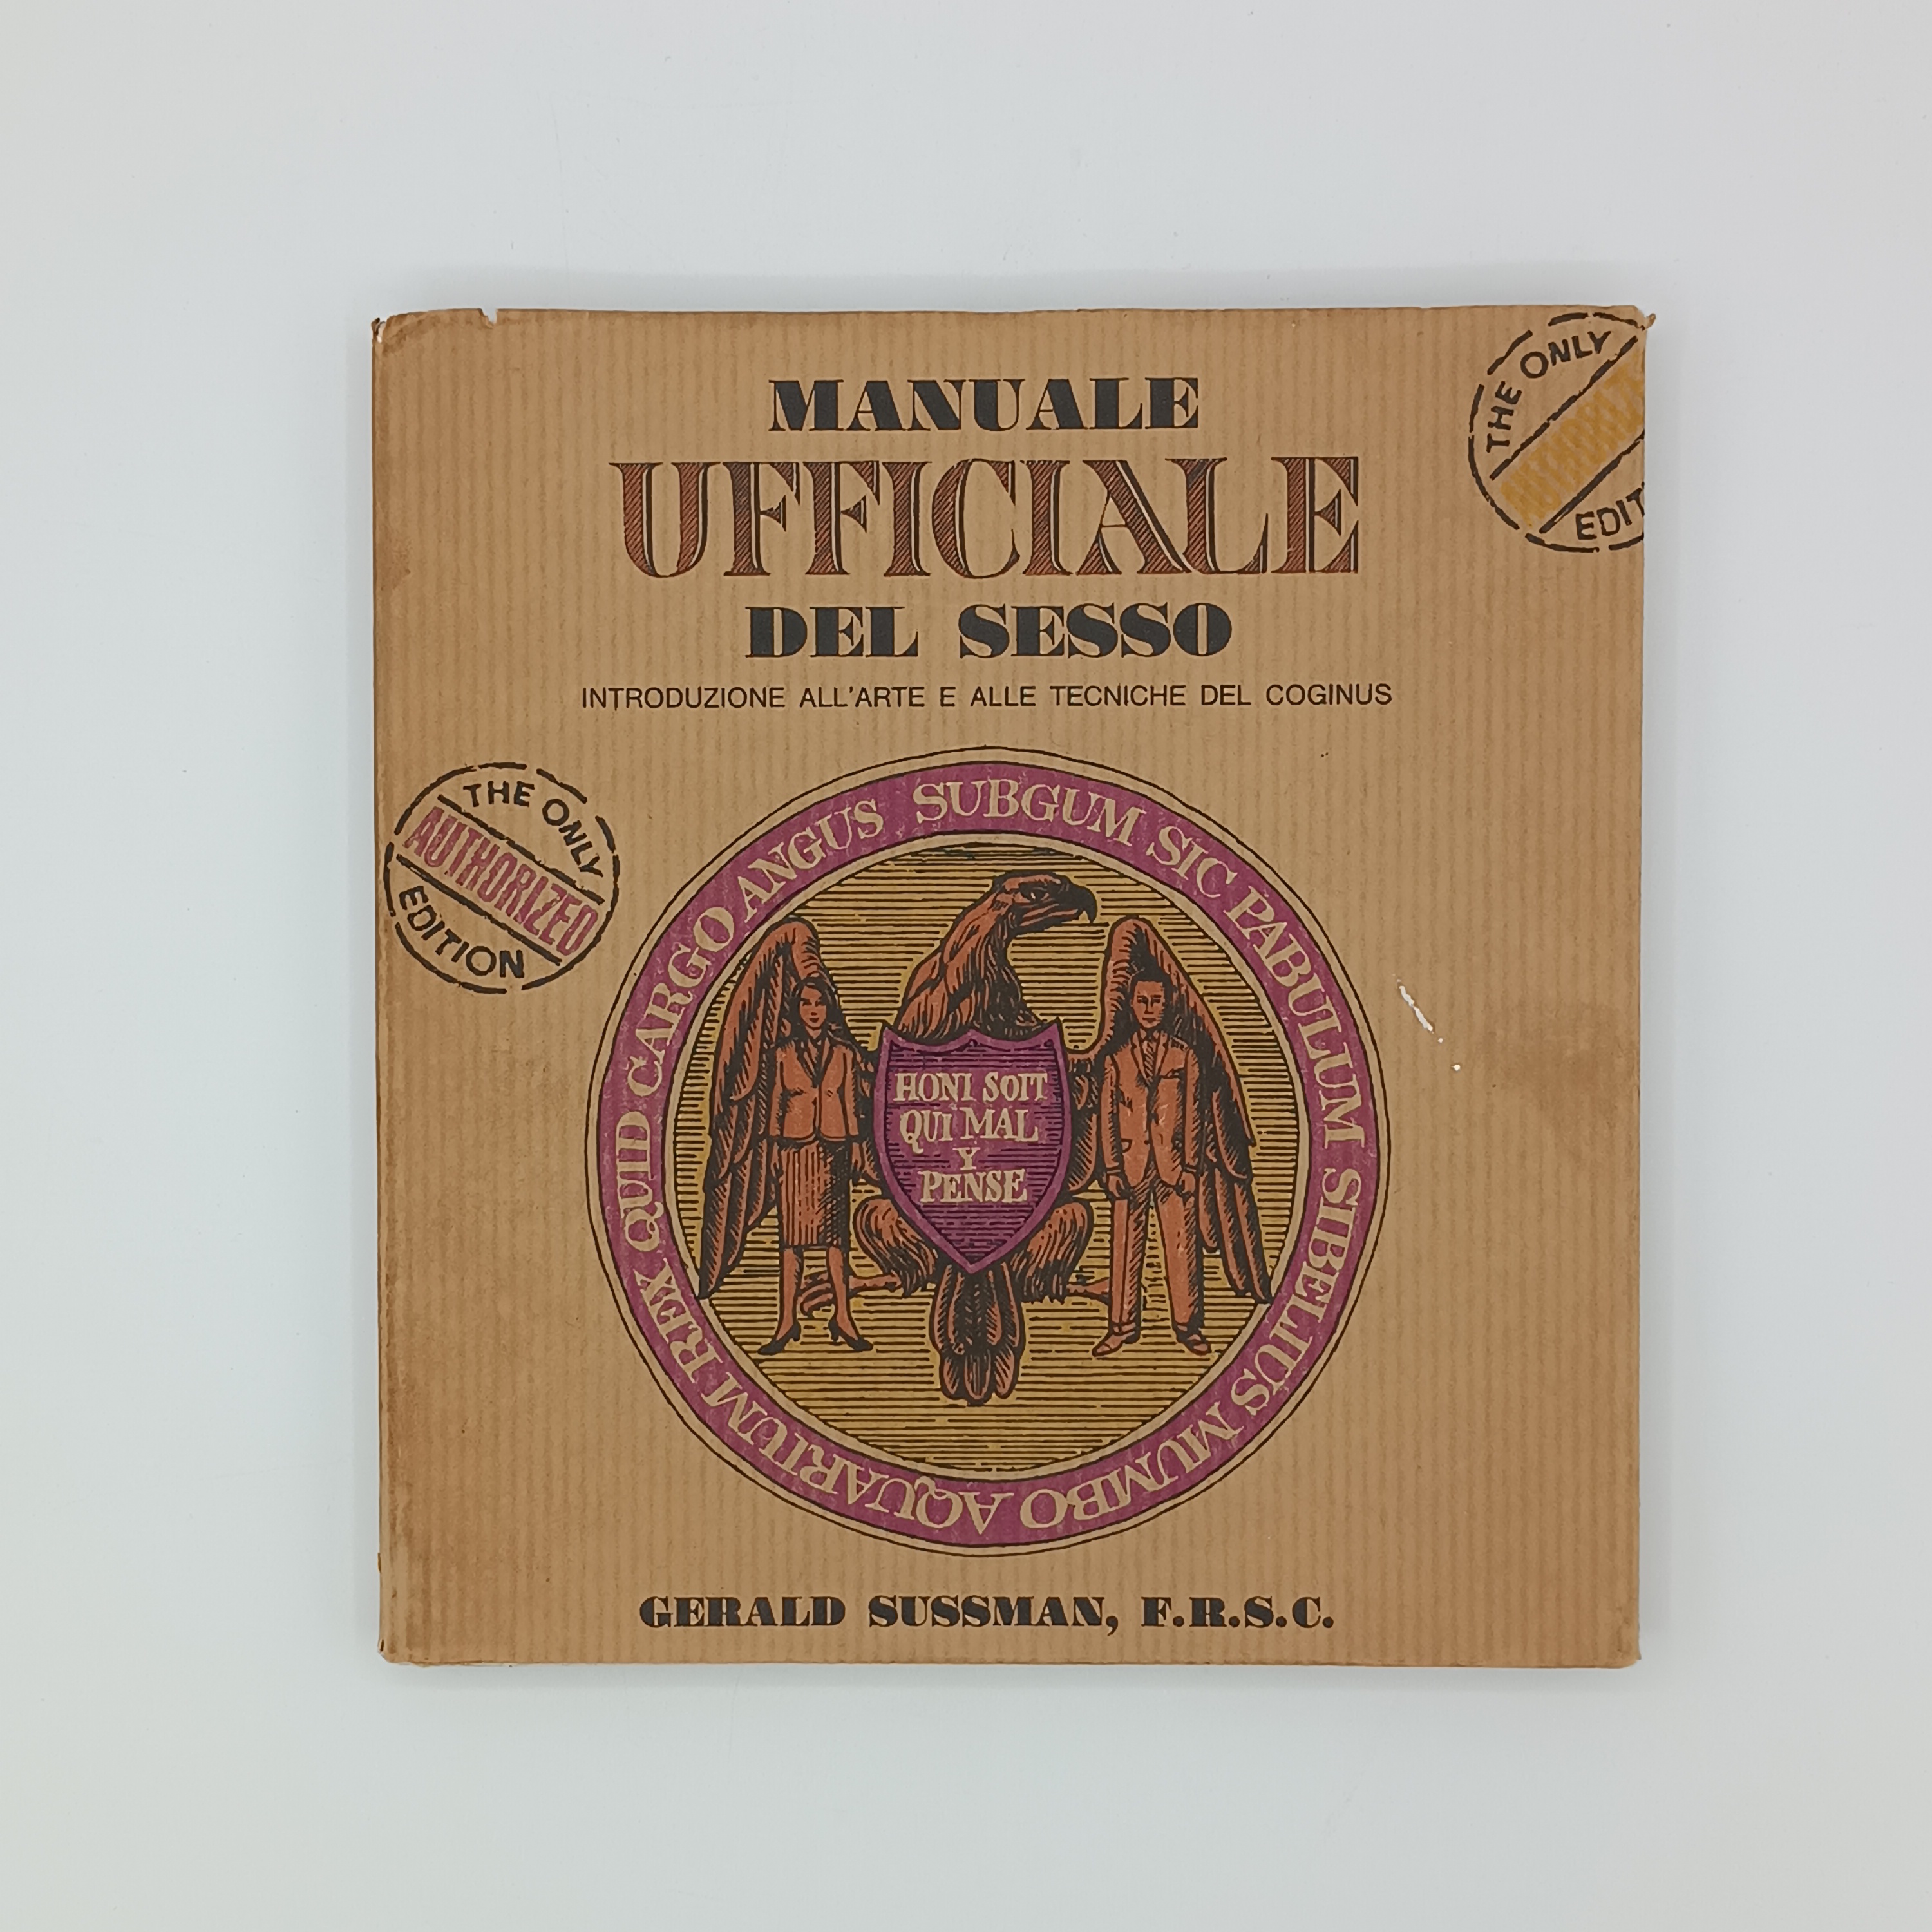 MANUALE
UFFICIALE
DEL SESSO
INTRODUZIONE ALL'ARTE E ALLE TECNICHE DEL COGINUS
THE ONLY
EDIT
THE ONLY
AUTHORIZED
EDITION
SUBGUM SIC PABULUM SIBELIUS MUMBO AQUARIUM REX QUID CARGO ANGUS
HONI SOIT
QUI MAL
Y
PENSE
GERALD SUSSMAN, F.R.S.C.